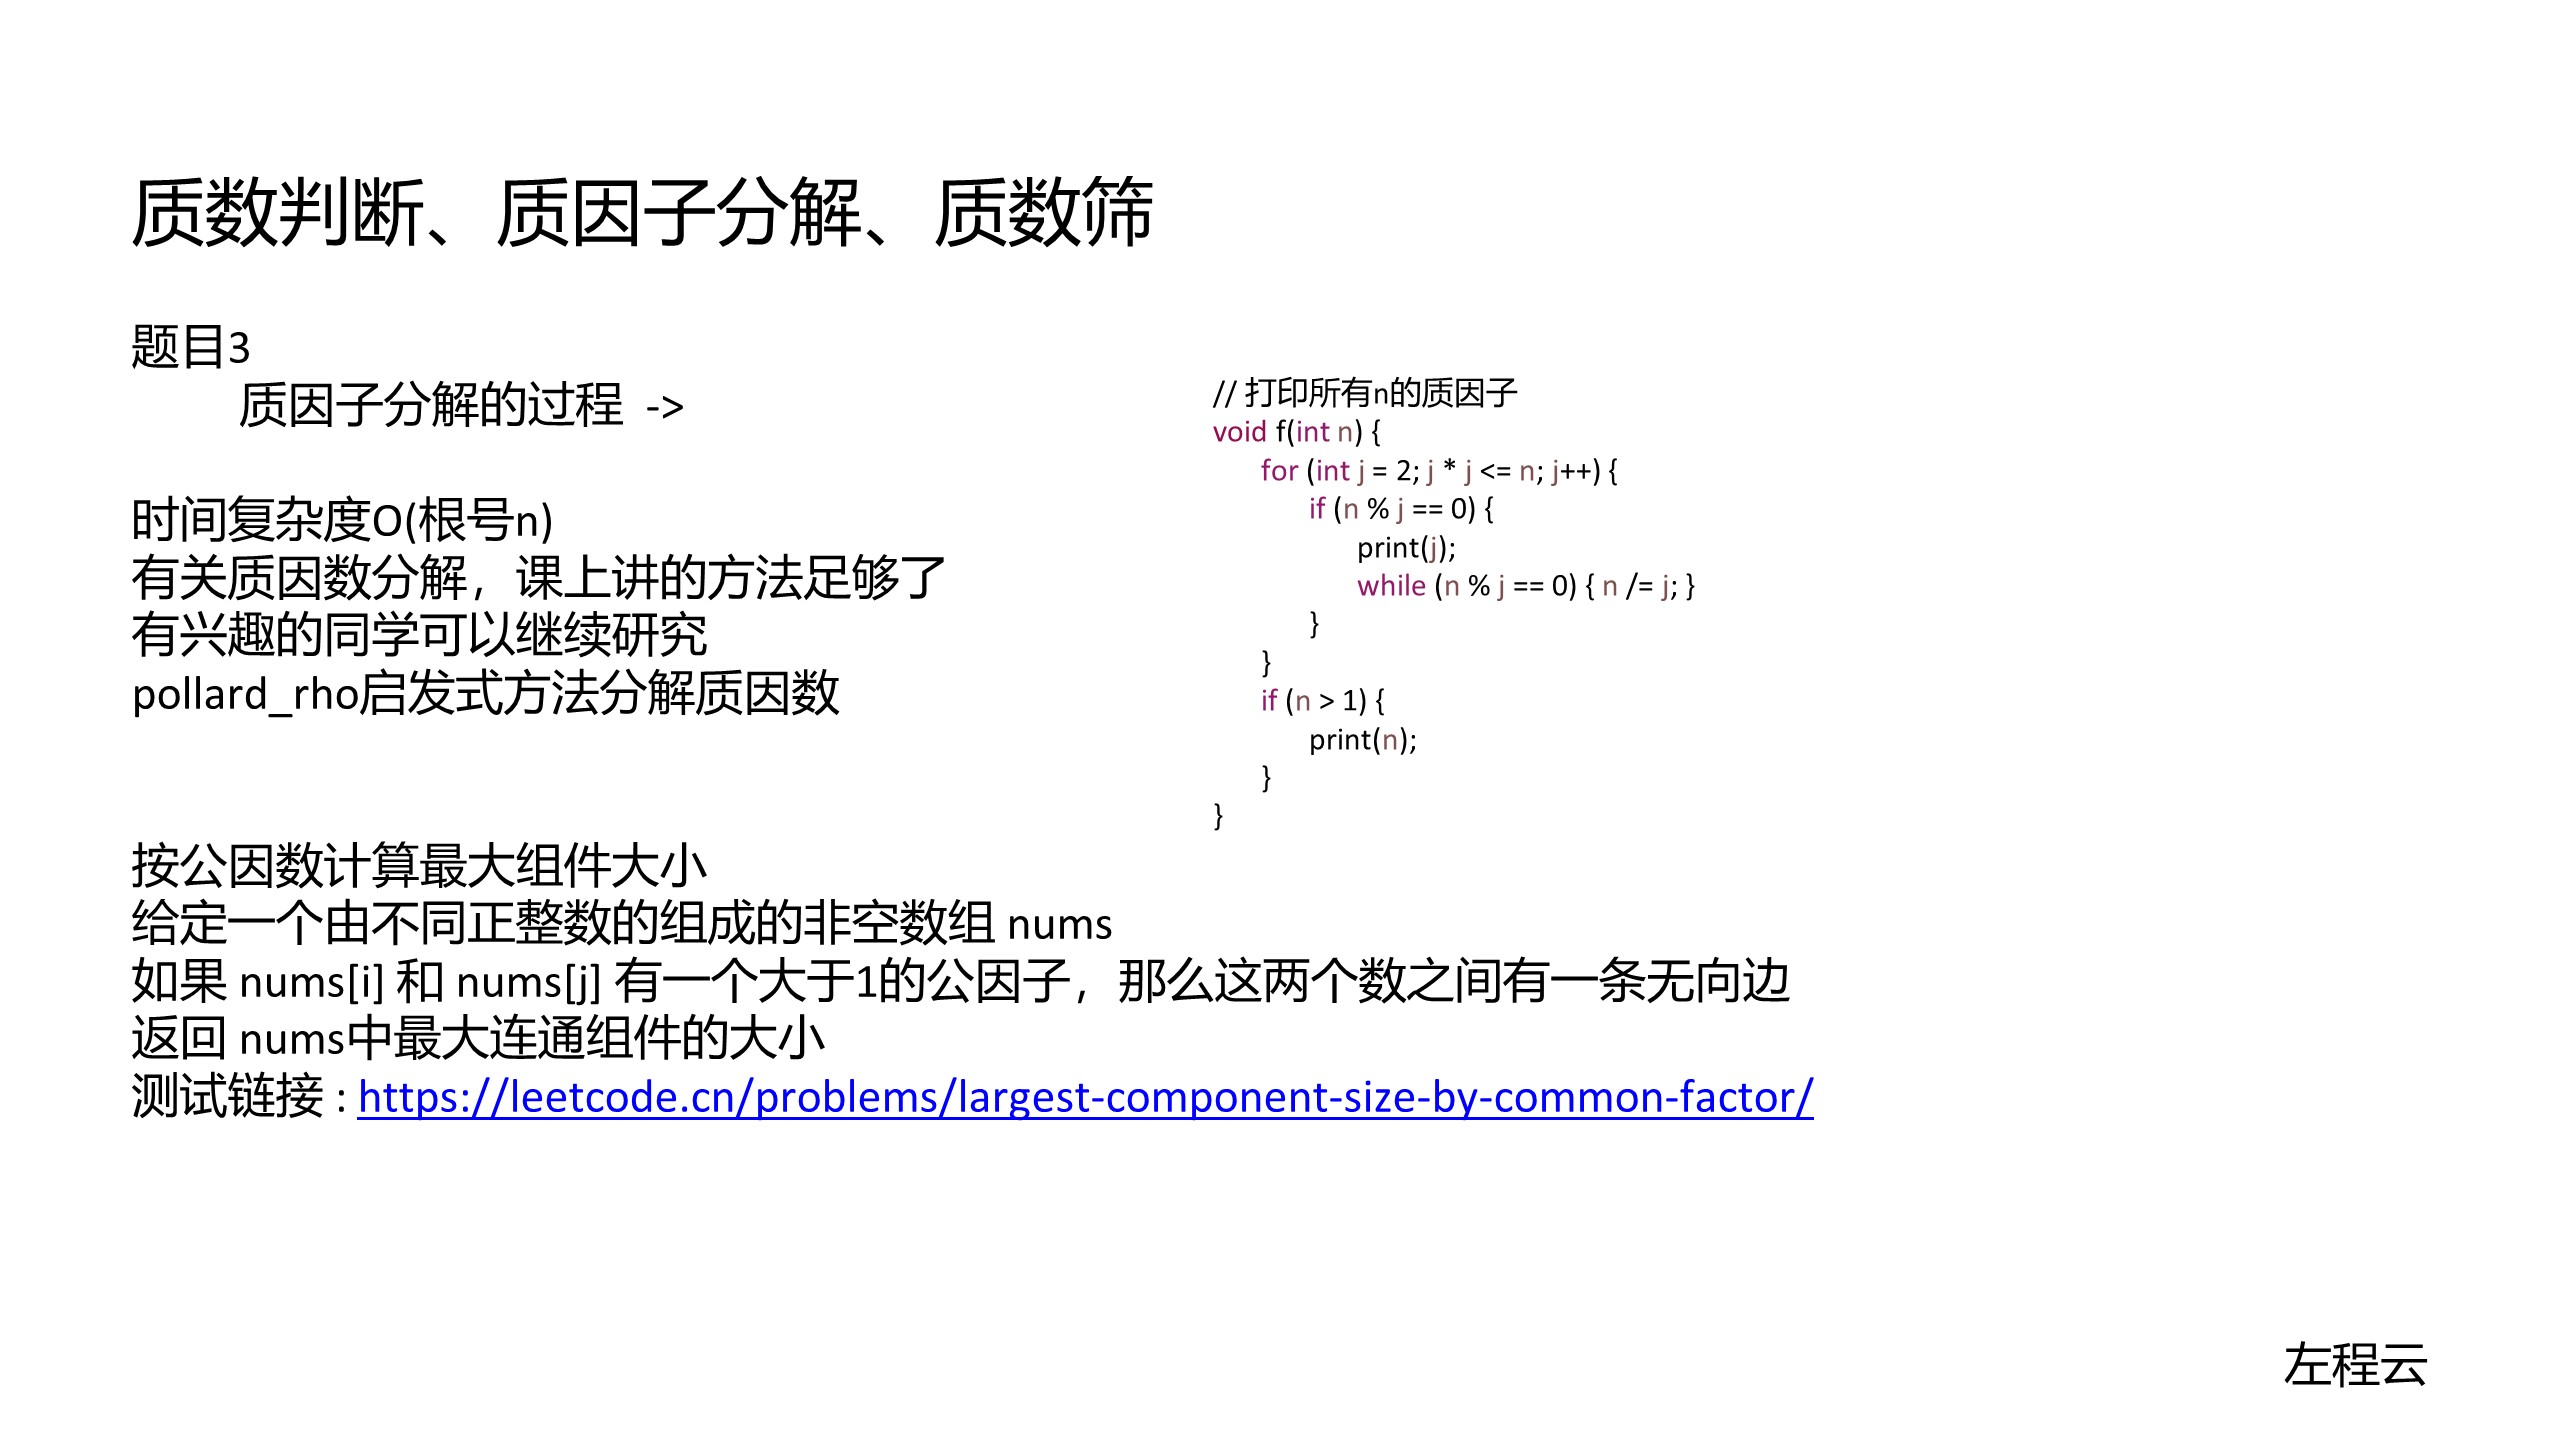 质数判断、质因子分解、质数筛
题目3
质因子分解的过程 ->
时间复杂度O(根号n)
有关质因数分解，课上讲的方法足够了
有兴趣的同学可以继续研究
pollard_rho启发式方法分解质因数
// 打印所有n的质因子
void f(int n) {
for (int j = 2; j * j <= n; j++) {
if (n % j == 0) {
print(j);
while (n % j == 0) { n /= j; }
}
}
if (n > 1) {
print(n);
}
}
按公因数计算最大组件大小
给定一个由不同正整数的组成的非空数组 nums
如果 nums[i] 和 nums[j] 有一个大于1的公因子，那么这两个数之间有一条无向边
返回 nums中最大连通组件的大小
测试链接 : https://leetcode.cn/problems/largest-component-size-by-common-factor/
左程云